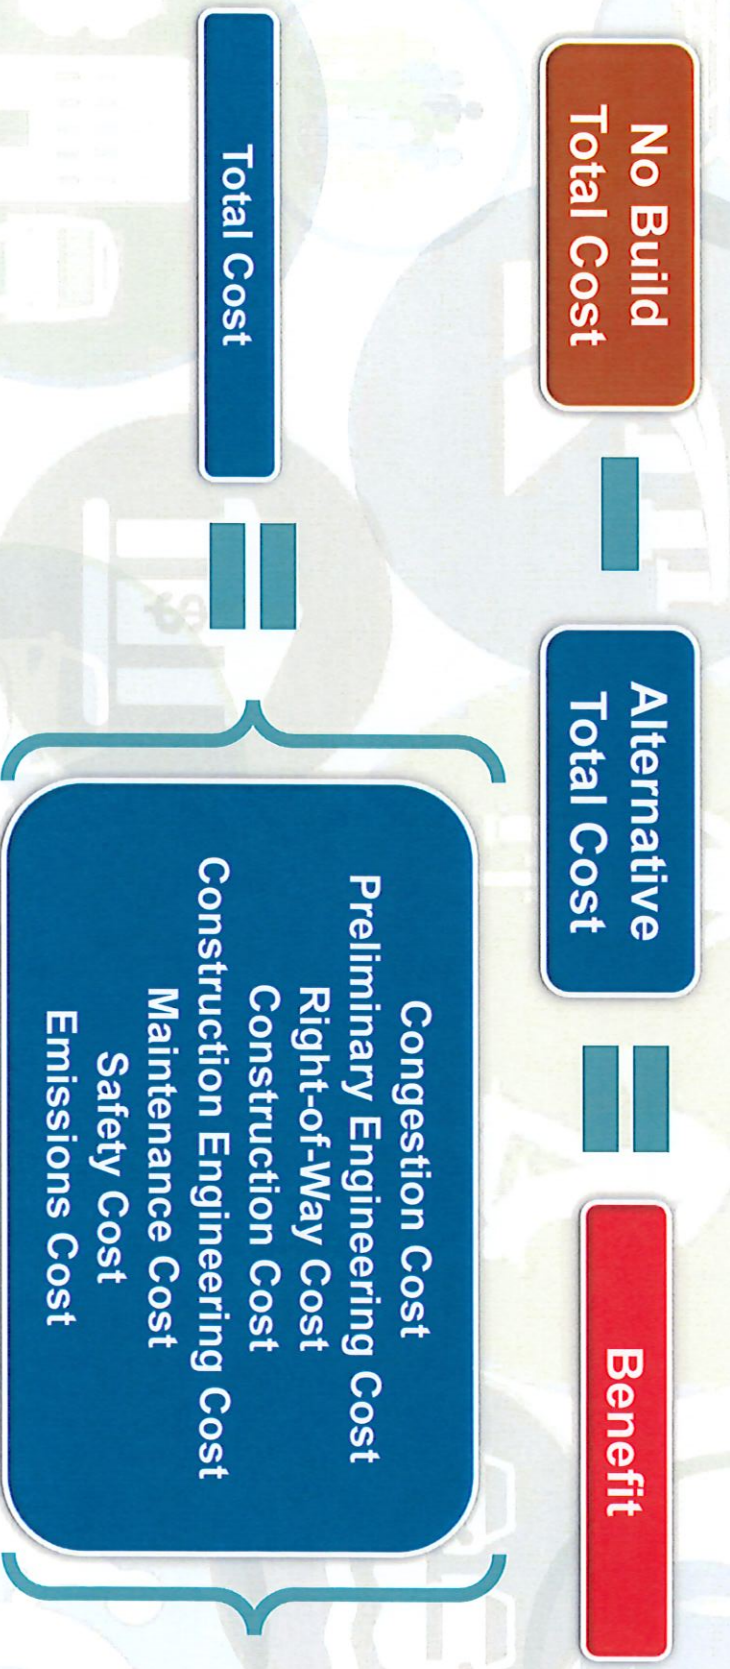 No Build
Total Cost
Alternative
Total Cost
Benefit
Total Cost
Congestion Cost
Preliminary Engineering Cost
Right-of-Way Cost
Construction Cost
Construction Engineering Cost
Maintenance Cost
Safety Cost
Emissions Cost